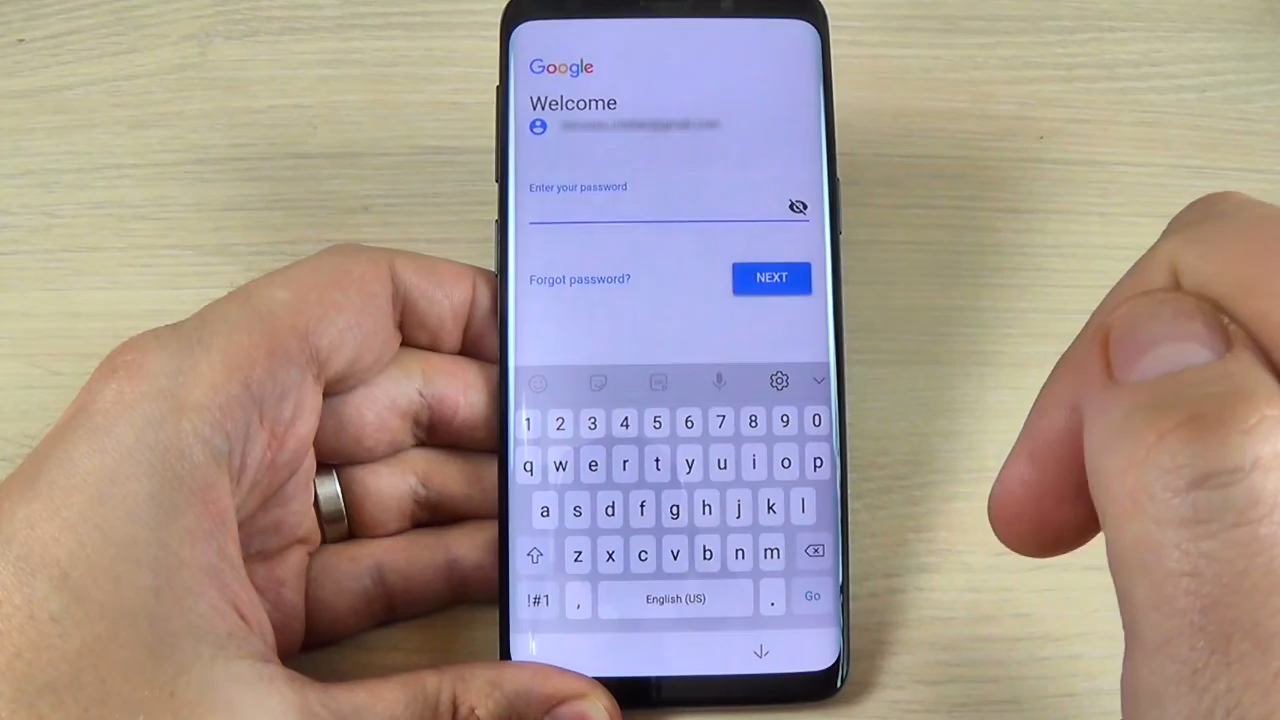 Google
Welcome
Enter your password
Forgot password?
NEXT
1 2 3 4 5 6 7 8 9 0
q w e r t y u i o p
a s d f g h j k l
z x c v b n m
!#1 , English (US) . Go